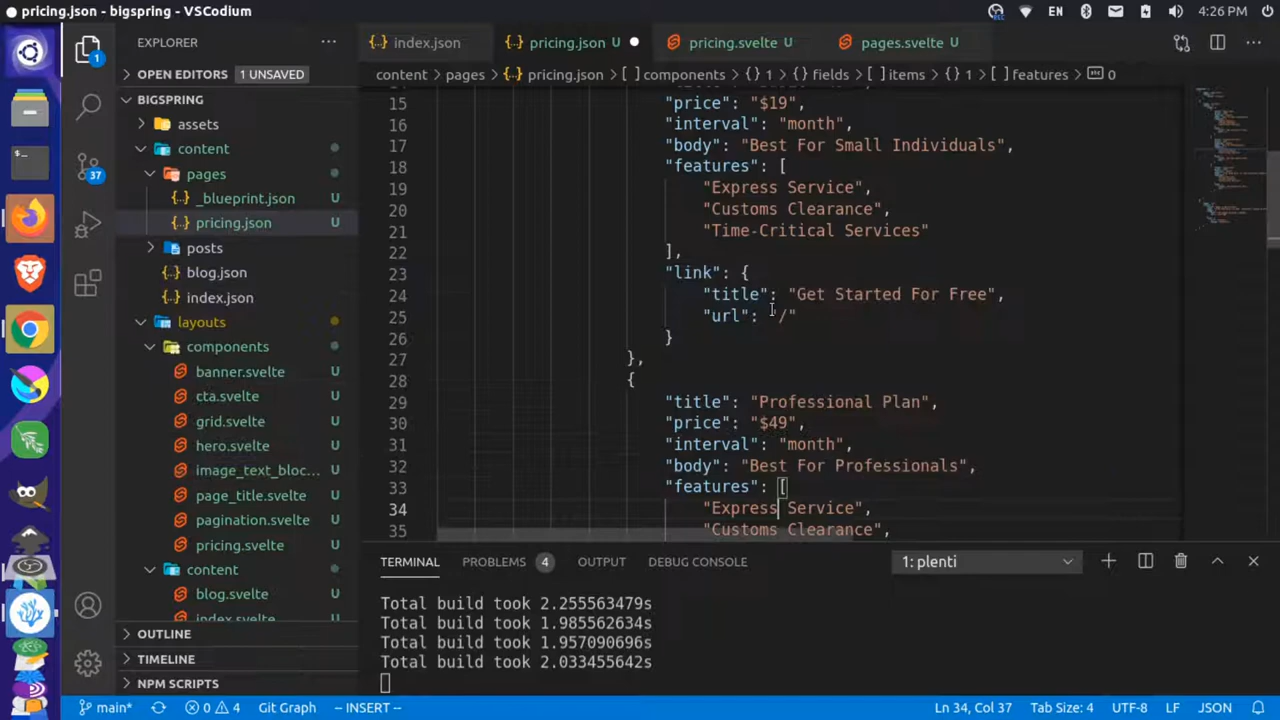 pricing.json - bigspring - VSCodium
EN
4:26 PM
EXPLORER
index.json
pricing.json U
pricing.svelte U
pages.svelte U
OPEN EDITORS 1 UNSAVED
content > pages > pricing.json > [ ] components > {} 1 > {} fields > [ ] items > {} 1 > [ ] features > abc 0
BIGSPRING
assets
content
pages
_blueprint.json U
pricing.json U
posts
blog.json
index.json
layouts
components
banner.svelte U
cta.svelte U
grid.svelte U
hero.svelte U
image_text_bloc... U
page_title.svelte U
pagination.svelte U
pricing.svelte U
content
blog.svelte U
index.svelte U
OUTLINE
TIMELINE
NPM SCRIPTS
15 "price": "$19",
16 "interval": "month",
17 "body": "Best For Small Individuals",
18 "features": [
19 "Express Service",
20 "Customs Clearance",
21 "Time-Critical Services"
22 ],
23 "link": {
24 "title": "Get Started For Free",
25 "url": "/"
26 }
27 },
28 {
29 "title": "Professional Plan",
30 "price": "$49",
31 "interval": "month",
32 "body": "Best For Professionals",
33 "features": [
34 "Express Service",
35 "Customs Clearance",
TERMINAL PROBLEMS 4 OUTPUT DEBUG CONSOLE 1: plenti
Total build took 2.255563479s
Total build took 1.985562634s
Total build took 1.957090696s
Total build took 2.033455642s
1
37
main* 0 4 Git Graph -- INSERT -- Ln 34, Col 37 Tab Size: 4 UTF-8 LF JSON